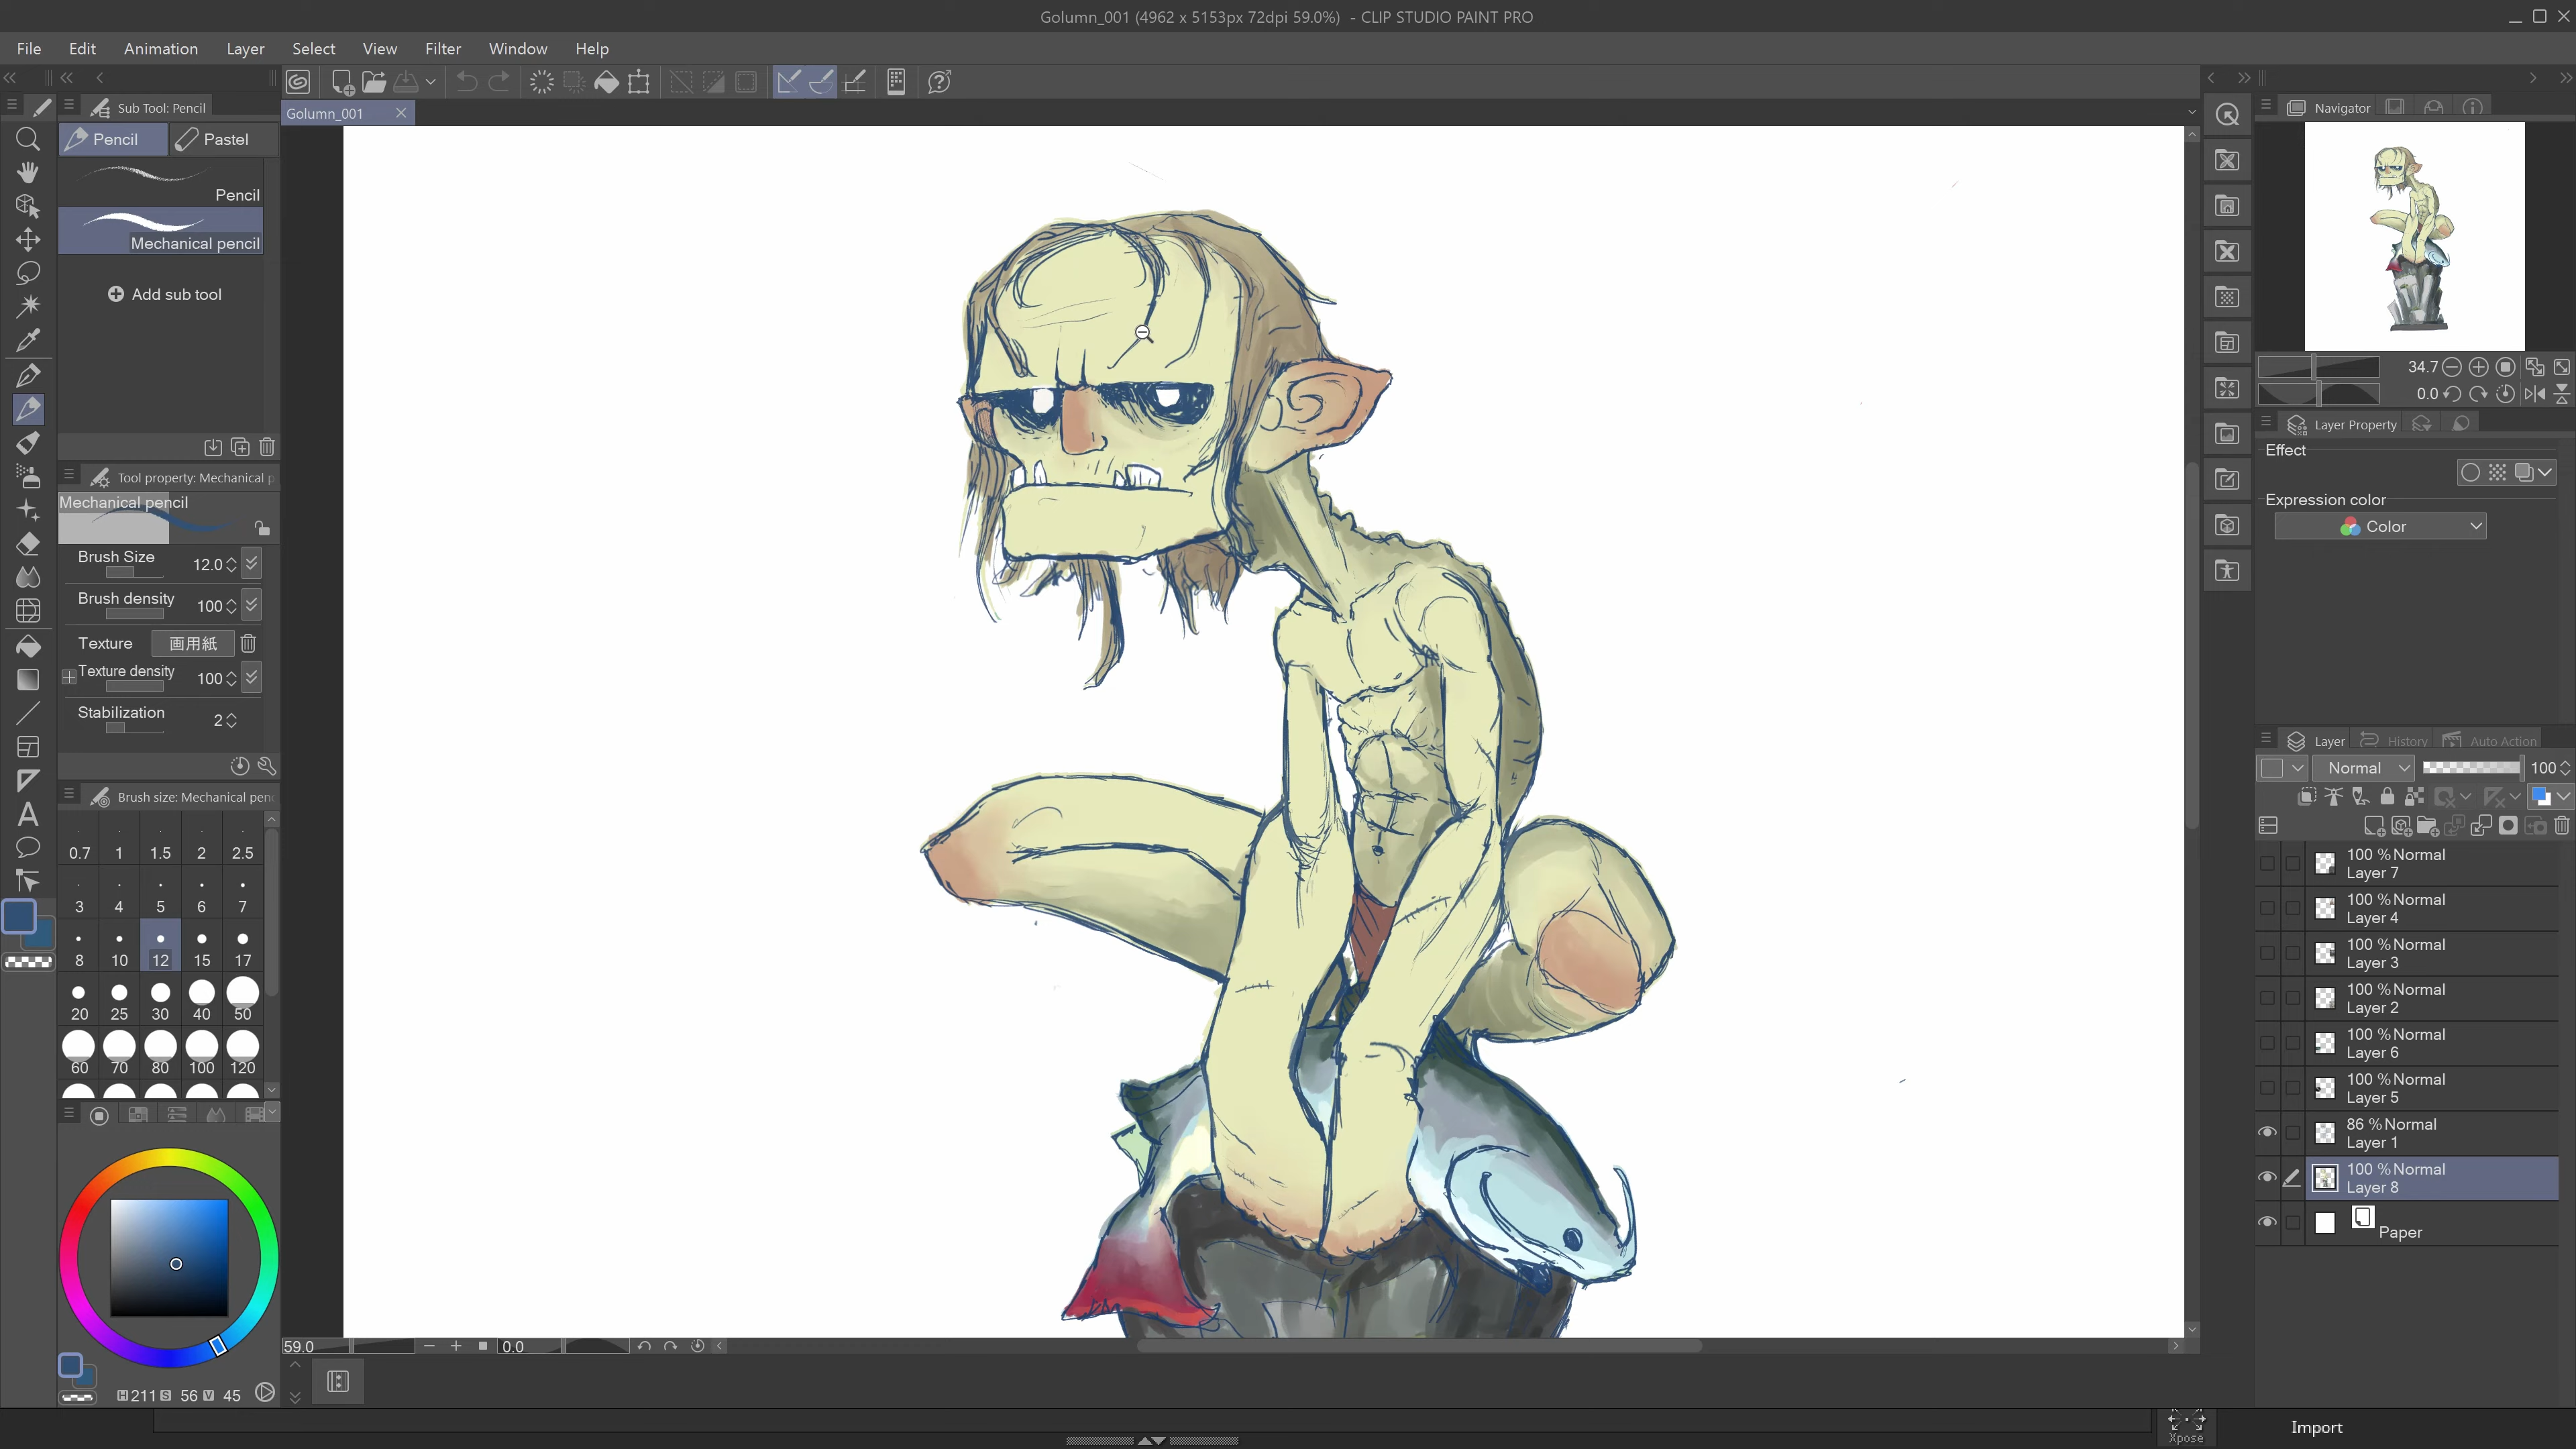 Golumn_001 (4962 x 5153px 72dpi 59.0%) - CLIP STUDIO PAINT PRO
File Edit Animation Layer Select View Filter Window Help
Sub Tool: Pencil
Golumn_001
Navigator
Pencil Pastel
Pencil
Mechanical pencil
Add sub tool
34.7
0.0
Layer Property
Effect
Expression color
Color
Tool property: Mechanical p
Mechanical pencil
Brush Size 12.0
Brush density 100
Texture 画用紙
Texture density 100
Stabilization 2
Brush size: Mechanical pen
0.7 1 1.5 2 2.5
3 4 5 6 7
8 10 12 15 17
20 25 30 40 50
60 70 80 100 120
Layer History Auto Action
Normal 100
100 %Normal
Layer 7
100 %Normal
Layer 4
100 %Normal
Layer 3
100 %Normal
Layer 2
100 %Normal
Layer 6
100 %Normal
Layer 5
86 %Normal
Layer 1
100 %Normal
Layer 8
Paper
59.0 0.0
H 211 S 56 V 45
Xpose
Import